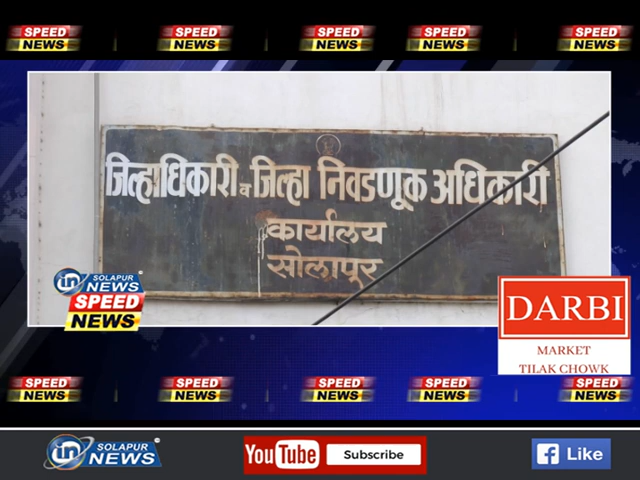 SPEED NEWS SPEED NEWS SPEED NEWS SPEED NEWS SPEED NEWS
जिल्हाधिकारी व जिल्हा निवडणूक अधिकारी
कार्यालय
सोलापूर
in SOLAPUR NEWS
SPEED NEWS
DARBI
MARKET
TILAK CHOWK
SPEED NEWS SPEED NEWS SPEED NEWS SPEED NEWS SPEED NEWS
in SOLAPUR NEWS
YouTube Subscribe
f Like